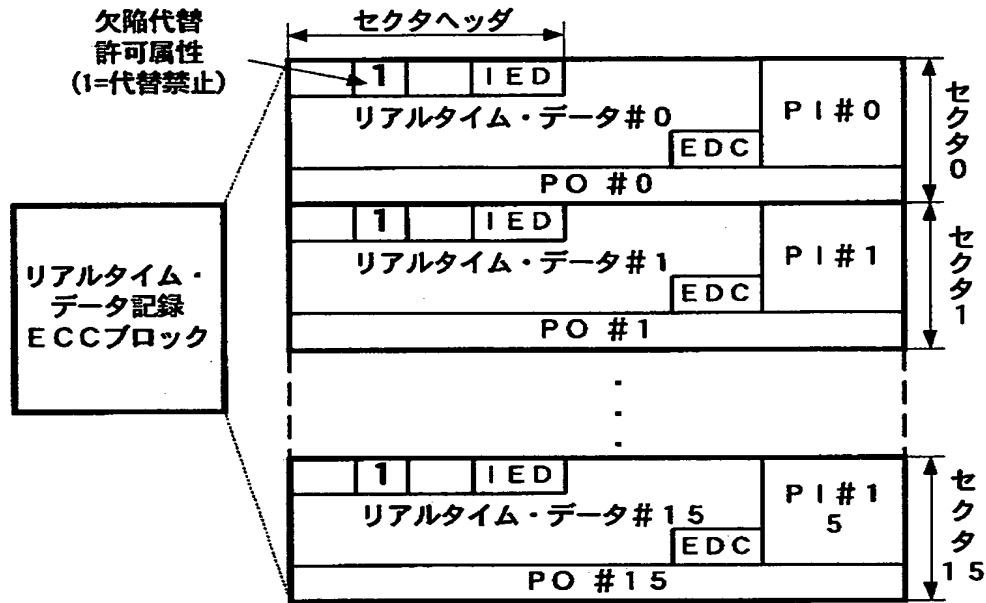 欠陥代替
許可属性
(1=代替禁止)
セクタヘッダ
1 IED
リアルタイム・データ#0
EDC
PI#0
PO #0
セクタ0
1 IED
リアルタイム・データ#1
EDC
PI#1
PO #1
セクタ1
リアルタイム・
データ記録
ECCブロック
・
・
・
1 IED
リアルタイム・データ#15
EDC
PI#1
5
PO #15
セクタ
15